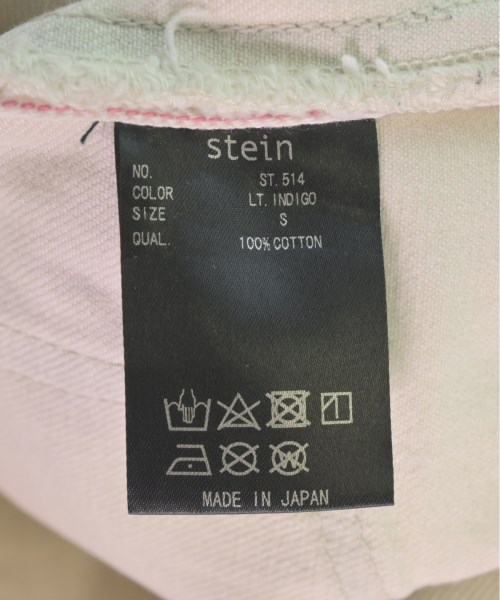 stein
NO. ST.514
COLOR LT. INDIGO
SIZE S
QUAL. 100% COTTON
W
MADE IN JAPAN